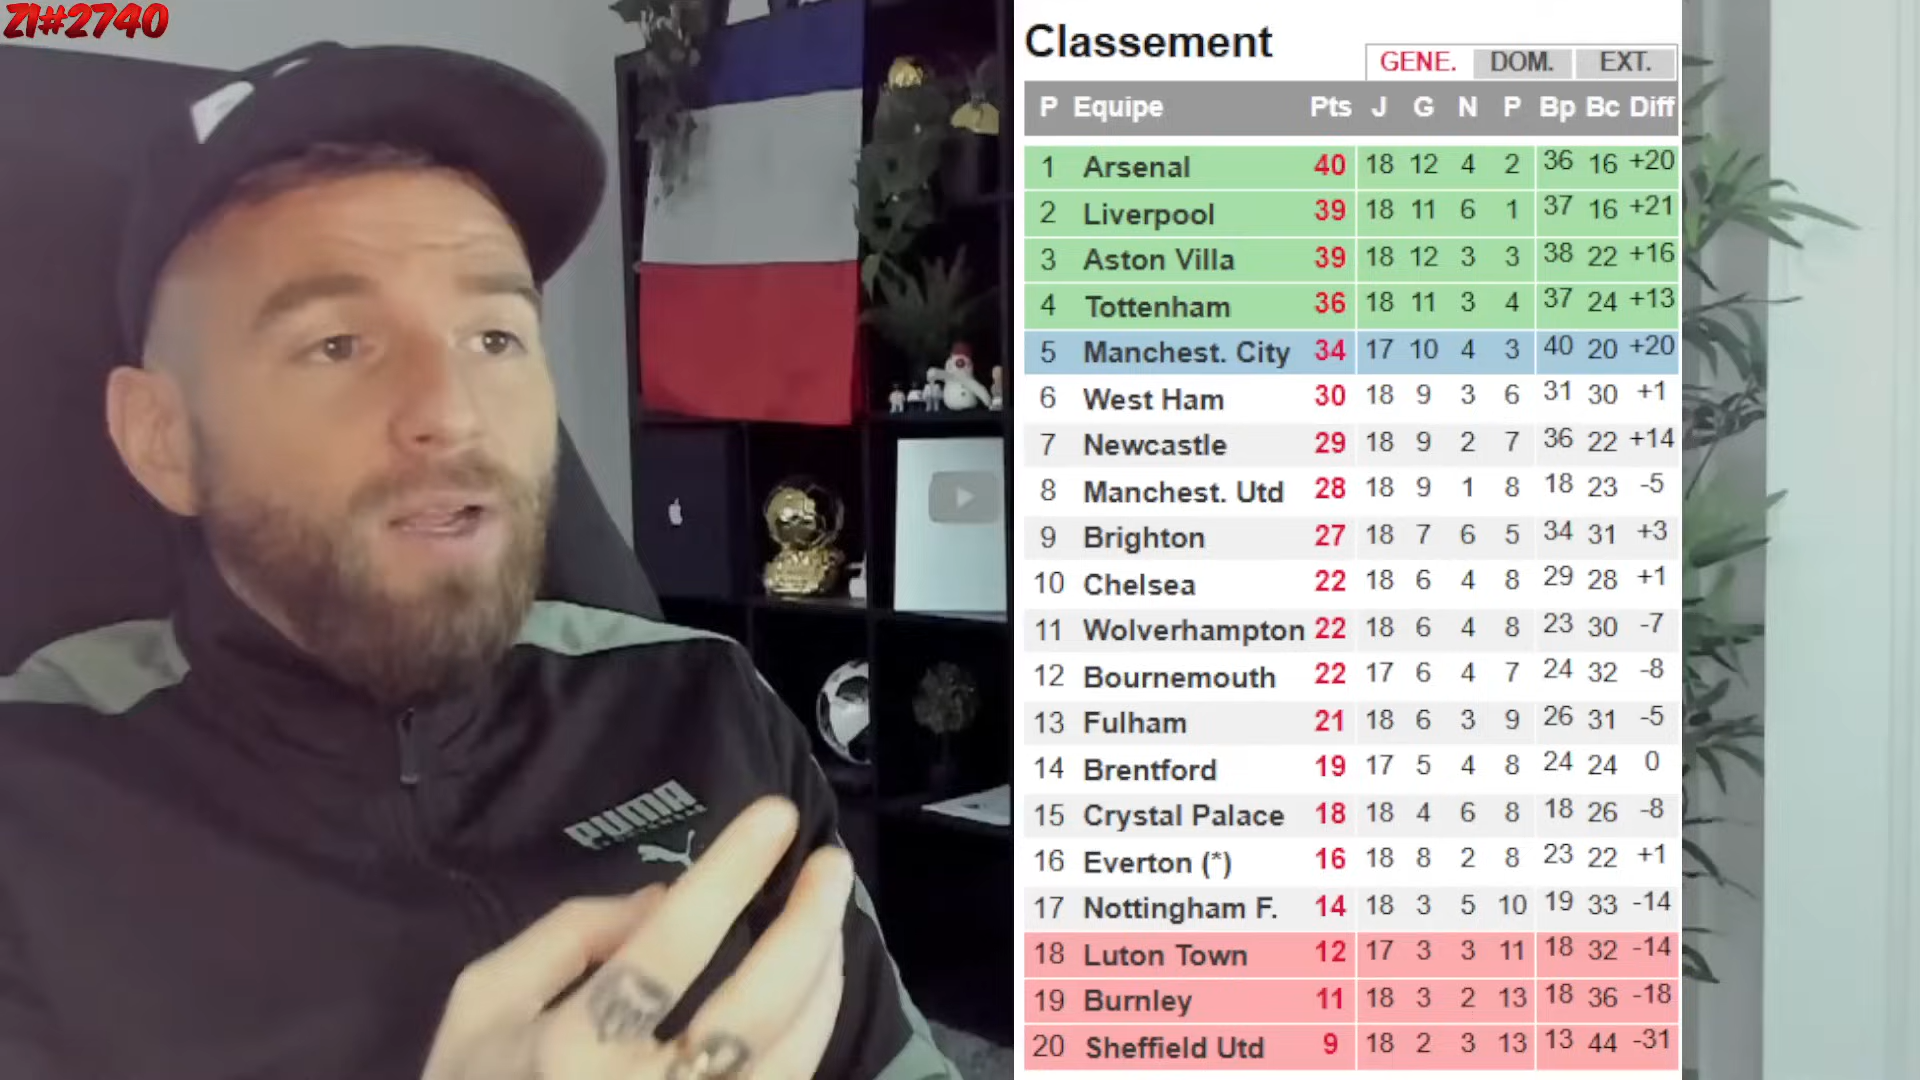 ZI#2740
Classement
GENE. DOM. EXT.
P Equipe Pts J G N P Bp Bc Diff
1 Arsenal 40 18 12 4 2 36 16 +20
2 Liverpool 39 18 11 6 1 37 16 +21
3 Aston Villa 39 18 12 3 3 38 22 +16
4 Tottenham 36 18 11 3 4 37 24 +13
5 Manchest. City 34 17 10 4 3 40 20 +20
6 West Ham 30 18 9 3 6 31 30 +1
7 Newcastle 29 18 9 2 7 36 22 +14
8 Manchest. Utd 28 18 9 1 8 18 23 -5
9 Brighton 27 18 7 6 5 34 31 +3
10 Chelsea 22 18 6 4 8 29 28 +1
11 Wolverhampton 22 18 6 4 8 23 30 -7
12 Bournemouth 22 17 6 4 7 24 32 -8
13 Fulham 21 18 6 3 9 26 31 -5
14 Brentford 19 17 5 4 8 24 24 0
15 Crystal Palace 18 18 4 6 8 18 26 -8
16 Everton (*) 16 18 8 2 8 23 22 +1
17 Nottingham F. 14 18 3 5 10 19 33 -14
18 Luton Town 12 17 3 3 11 18 32 -14
19 Burnley 11 18 3 2 13 18 36 -18
20 Sheffield Utd 9 18 2 3 13 13 44 -31
PUMA